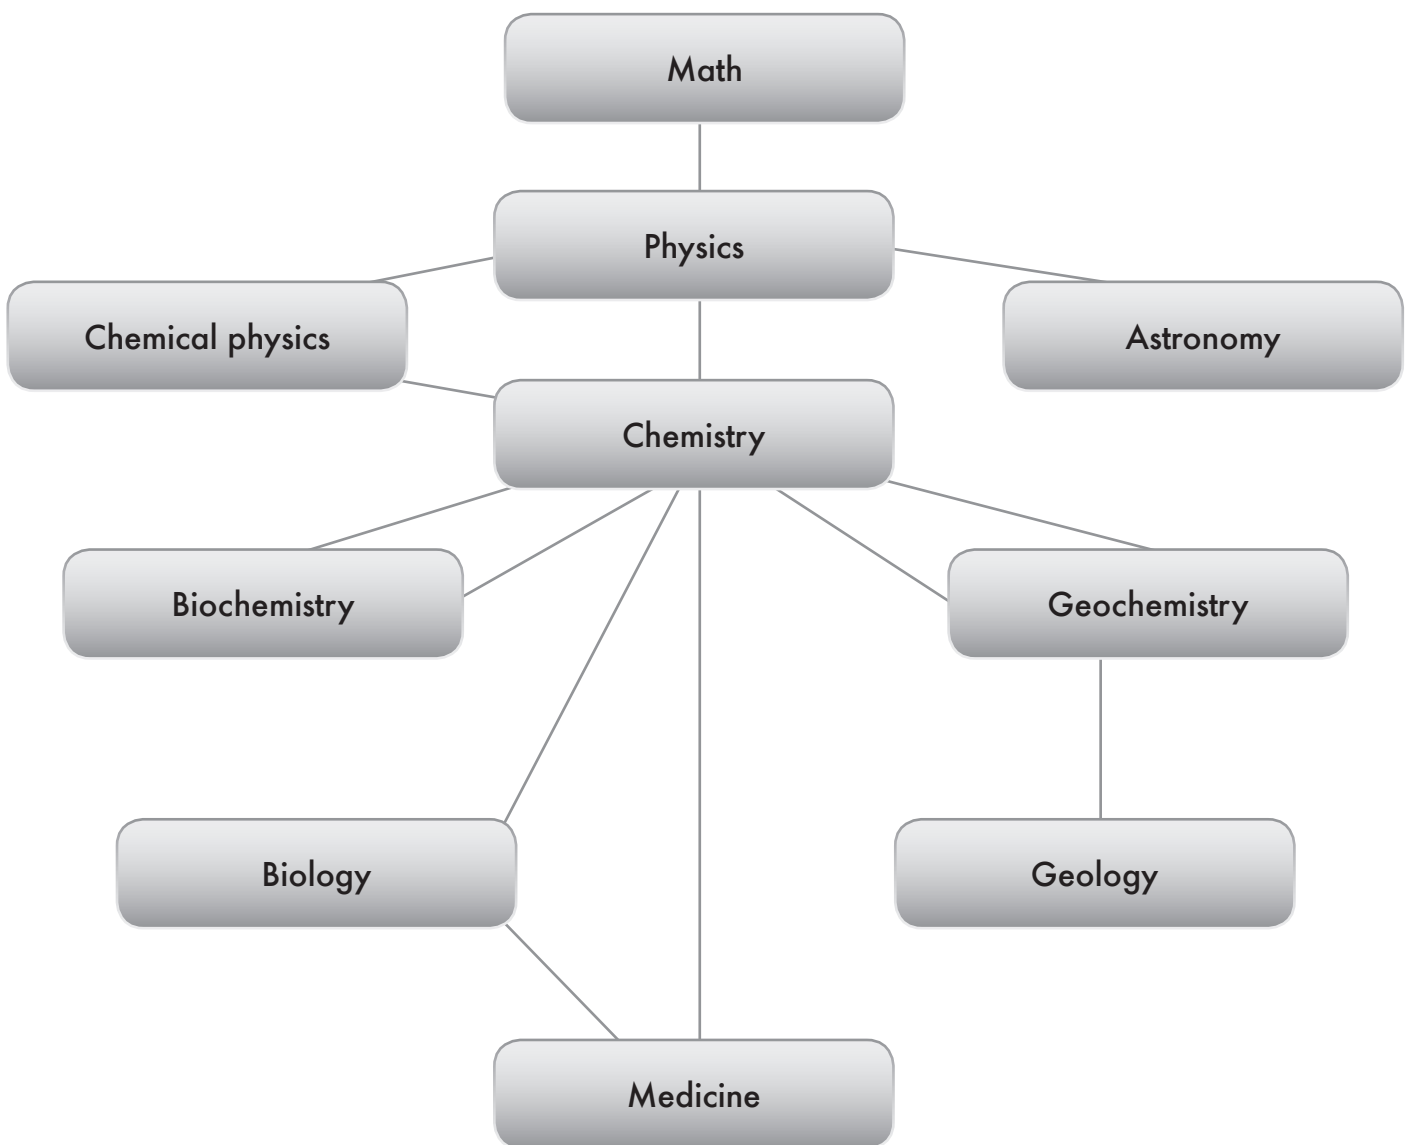 Math
Physics
Chemical physics
Astronomy
Chemistry
Biochemistry
Geochemistry
Biology
Geology
Medicine